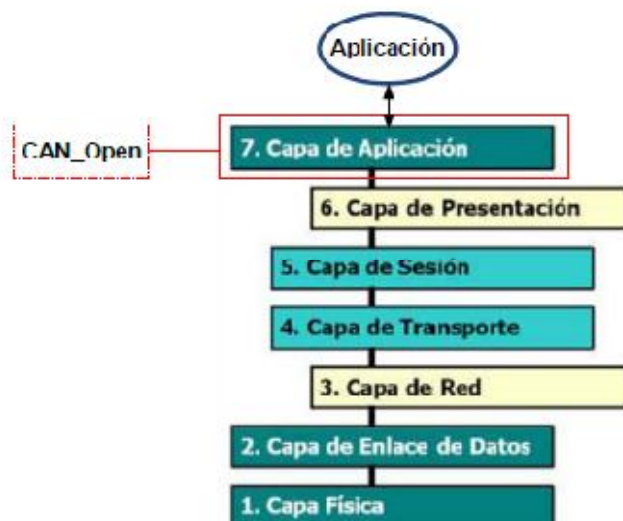 Aplicación
CAN_Open
7. Capa de Aplicación
6. Capa de Presentación
5. Capa de Sesión
4. Capa de Transporte
3. Capa de Red
2. Capa de Enlace de Datos
1. Capa Física